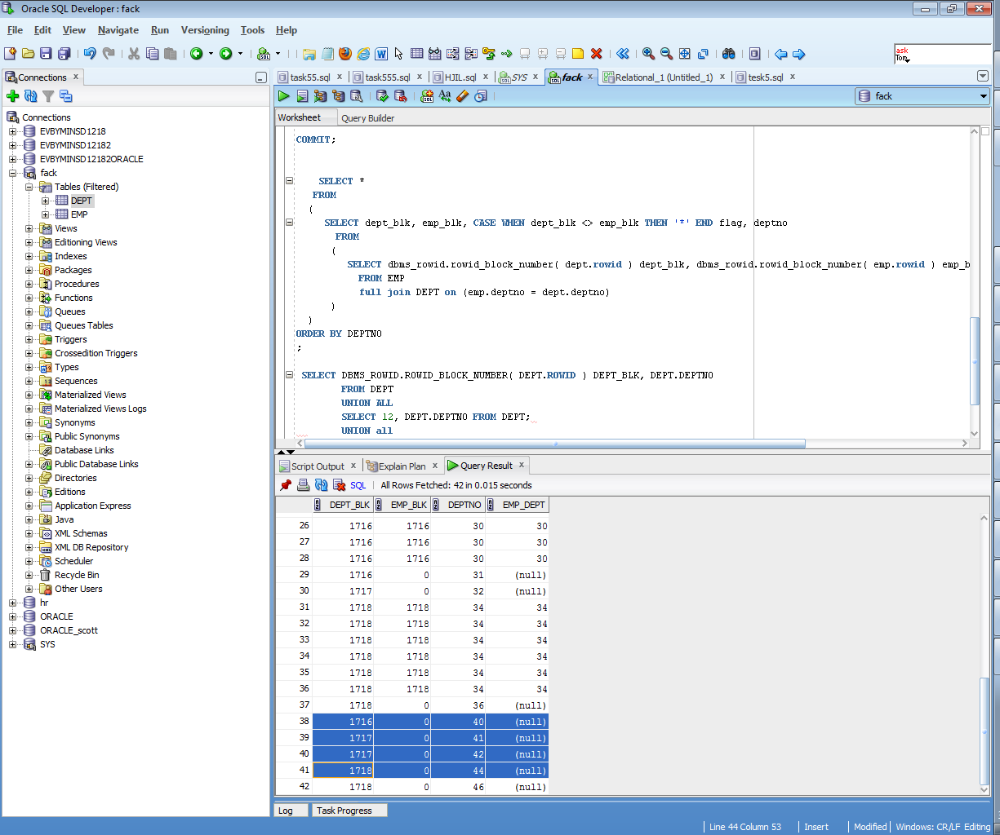 Oracle SQL Developer : fack
File Edit View Navigate Run Versioning Tools Help
ask
Tom
Connections x
task55.sql x task555.sql x HJIL.sql x SYS x fack x Relational_1 (Untitled_1) x tesk5.sql x
fack
Worksheet Query Builder
Connections
EVBYMINSD1218
EVBYMINSD12182
EVBYMINSD12182ORACLE
fack
Tables (Filtered)
DEPT
EMP
Views
Editioning Views
Indexes
Packages
Procedures
Functions
Queues
Queues Tables
Triggers
Crossedition Triggers
Types
Sequences
Materialized Views
Materialized Views Logs
Synonyms
Public Synonyms
Database Links
Public Database Links
Directories
Editions
Application Express
Java
XML Schemas
XML DB Repository
Scheduler
Recycle Bin
Other Users
hr
ORACLE
ORACLE_scott
SYS
COMMIT;
SELECT *
FROM
(
SELECT dept_blk, emp_blk, CASE WHEN dept_blk <> emp_blk THEN '*' END flag, deptno
FROM
(
SELECT dbms_rowid.rowid_block_number( dept.rowid ) dept_blk, dbms_rowid.rowid_block_number( emp.rowid ) emp_b
FROM EMP
full join DEPT on (emp.deptno = dept.deptno)
)
)
ORDER BY DEPTNO
;
SELECT DBMS_ROWID.ROWID_BLOCK_NUMBER( DEPT.ROWID ) DEPT_BLK, DEPT.DEPTNO
FROM DEPT
UNION ALL
SELECT 12, DEPT.DEPTNO FROM DEPT;
UNION all
Script Output x Explain Plan x Query Result x
SQL All Rows Fetched: 42 in 0.015 seconds
DEPT_BLK EMP_BLK DEPTNO EMP_DEPT
26 1716 1716 30 30
27 1716 1716 30 30
28 1716 1716 30 30
29 1716 0 31 (null)
30 1717 0 32 (null)
31 1718 1718 34 34
32 1718 1718 34 34
33 1718 1718 34 34
34 1718 1718 34 34
35 1718 1718 34 34
36 1718 1718 34 34
37 1718 0 36 (null)
38 1716 0 40 (null)
39 1717 0 41 (null)
40 1717 0 42 (null)
41 1718 0 44 (null)
42 1718 0 46 (null)
Log Task Progress
Line 44 Column 53 Insert Modified Windows: CR/LF Editing